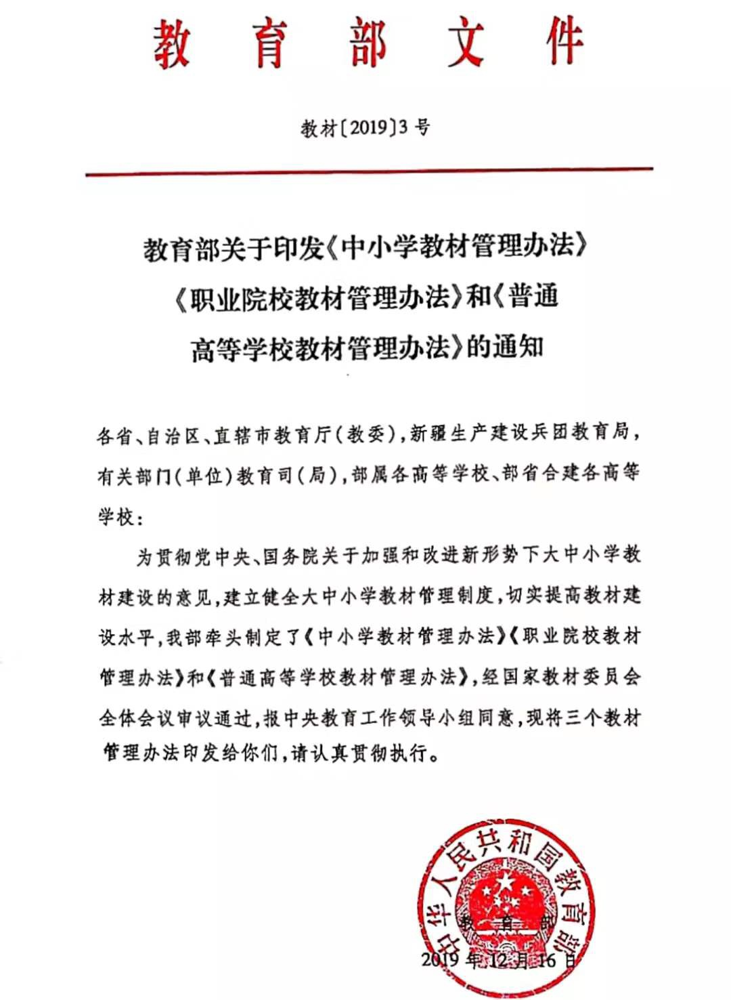 教育部文件
教材〔2019〕3号
教育部关于印发《中小学教材管理办法》
《职业院校教材管理办法》和《普通
高等学校教材管理办法》的通知
各省、自治区、直辖市教育厅(教委),新疆生产建设兵团教育局,
有关部门(单位)教育司(局),部属各高等学校、部省合建各高等
学校:
为贯彻党中央、国务院关于加强和改进新形势下大中小学教
材建设的意见,建立健全大中小学教材管理制度,切实提高教材建
设水平,我部牵头制定了《中小学教材管理办法》《职业院校教材
管理办法》和《普通高等学校教材管理办法》,经国家教材委员会
全体会议审议通过,报中央教育工作领导小组同意,现将三个教材
管理办法印发给你们,请认真贯彻执行。
中华人民共和国教育部
教育部
2019年12月16日